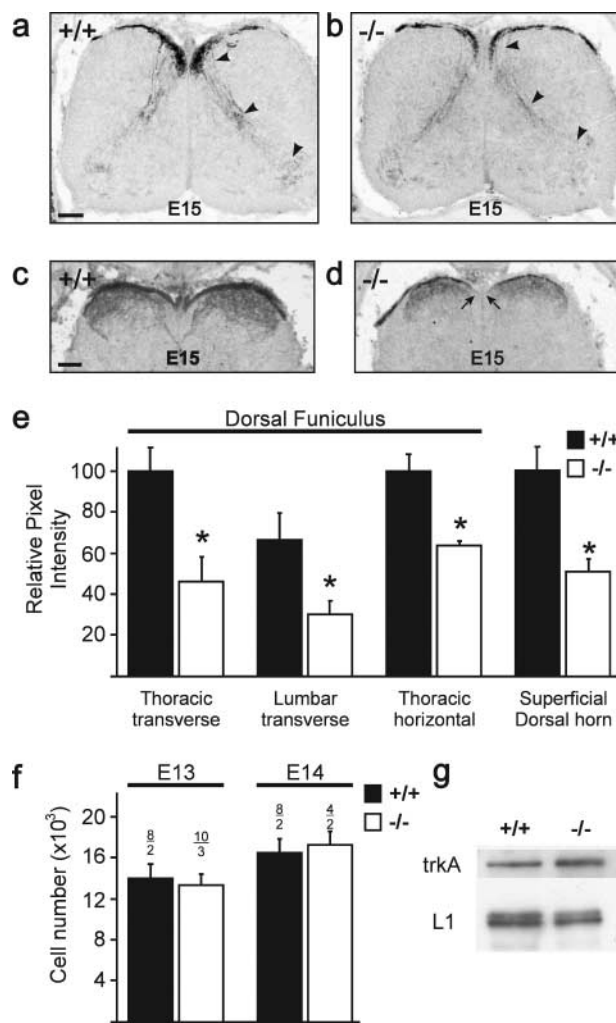 a
+/+
E15
b
-/-
E15
c
+/+
E15
d
-/-
E15
e
Dorsal Funiculus
+/+
-/-
Relative Pixel
Intensity
100
80
60
40
20
*
*
*
*
Thoracic
transverse
Lumbar
transverse
Thoracic
horizontal
Superficial
Dorsal horn
f
E13
E14
+/+
-/-
Cell number (x10³)
20
16
12
8
4
8
2
10
3
8
2
4
2
g
+/+
-/-
trkA
L1